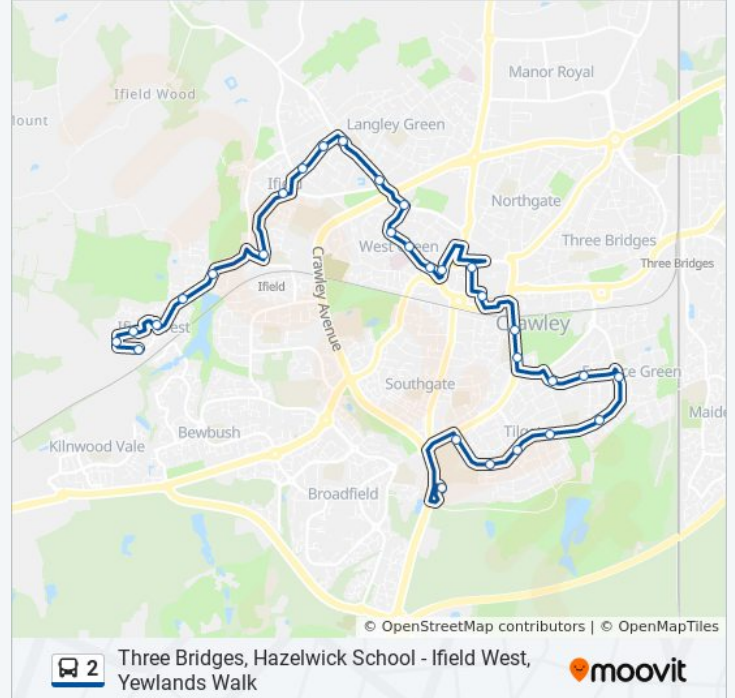 Manor Royal
Ifield Wood
Langley Green
Northgate
West Green
Three Bridges
Three Bridges
Crawley Avenue
Ifield
Crawley
Southgate
Bewbush
Kilnwood Vale
Broadfield
© OpenStreetMap contributors | © OpenMapTiles
2
Three Bridges, Hazelwick School - Ifield West,
Yewlands Walk
moovit